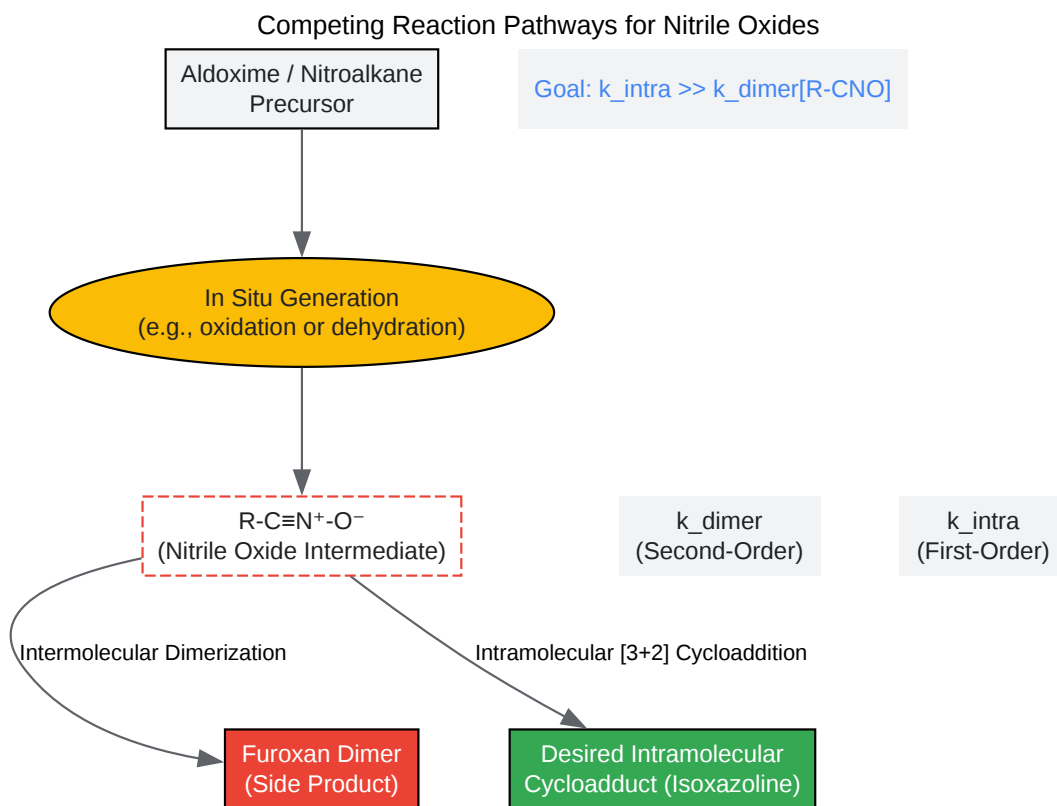 Competing Reaction Pathways for Nitrile Oxides
Aldoxime / Nitroalkane
Precursor
Goal: k_intra >> k_dimer[R-CNO]
In Situ Generation
(e.g., oxidation or dehydration)
R-C≡N⁺-O⁻
(Nitrile Oxide Intermediate)
k_dimer
(Second-Order)
k_intra
(First-Order)
Intermolecular Dimerization
Intramolecular [3+2] Cycloaddition
Furoxan Dimer
(Side Product)
Desired Intramolecular
Cycloadduct (Isoxazoline)